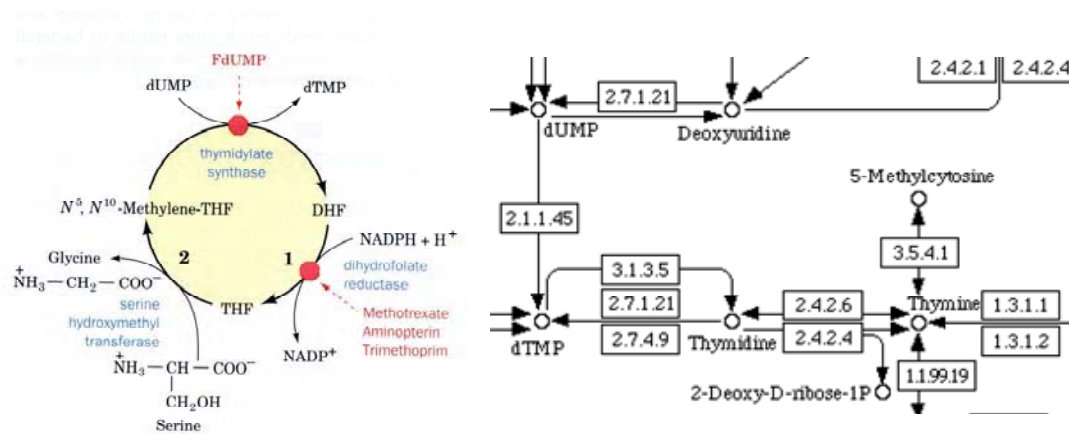 FdUMP
dUMP
dTMP
thymidylate
synthase
N⁵, N¹⁰-Methylene-THF
DHF
2
1
NADPH + H⁺
Glycine
dihydrofolate
reductase
⁺NH₃—CH₂—COO⁻
serine
hydroxymethyl
transferase
THF
Methotrexate
Aminopterin
Trimethoprim
NADP⁺
⁺NH₃—CH—COO⁻
CH₂OH
Serine
2.4.2.1
2.4.2.4
2.7.1.21
dUMP
Deoxyuridine
5-Methylcytosine
2.1.1.45
3.5.4.1
3.1.3.5
2.7.1.21
2.4.2.6
Thymine
1.3.1.1
dTMP
2.7.4.9
Thymidine
2.4.2.4
1.3.1.2
2-Deoxy-D-ribose-1P
1.1.99.19